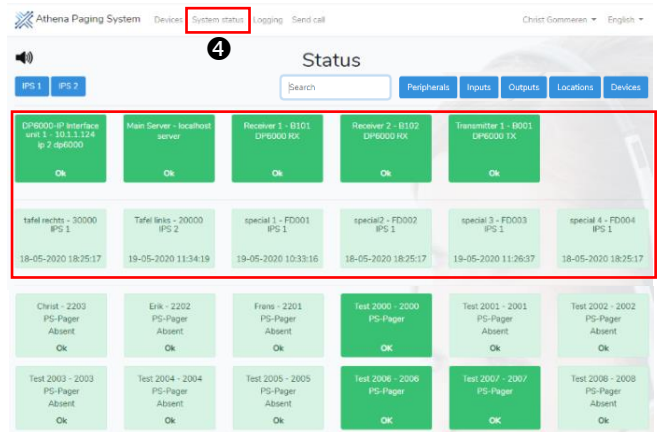 Athena Paging System Devices System status Logging Send call Christ Gommeren English
4
Status
IPS 1 IPS 2 Search Peripherals Inputs Outputs Locations Devices
DP6000-IP Interface unit 1 - 10.1.1.124 ip 2 dp6000
Ok
Main Server - localhost server
Ok
Receiver 1 - B101 DP6000 RX
Ok
Receiver 2 - B102 DP6000 RX
Ok
Transmitter 1 - B001 DP6000 TX
Ok
tafel rechts - 30000
IPS 1
18-05-2020 18:25:17
Tafel links - 20000
IPS 2
19-05-2020 11:34:19
special 1 - FD001
IPS 1
19-05-2020 10:33:16
special2 - FD002
IPS 1
18-05-2020 18:25:17
special 3 - FD003
IPS 1
19-05-2020 11:26:37
special 4 - FD004
IPS 1
18-05-2020 18:25:17
Christ - 2203
PS-Pager
Absent
Ok
Erik - 2202
PS-Pager
Absent
Ok
Frans - 2201
PS-Pager
Absent
Ok
Test 2000 - 2000
PS-Pager
OK
Test 2001 - 2001
PS-Pager
Absent
Ok
Test 2002 - 2002
PS-Pager
Absent
Ok
Test 2003 - 2003
PS-Pager
Absent
Ok
Test 2004 - 2004
PS-Pager
Absent
Ok
Test 2005 - 2005
PS-Pager
Absent
Ok
Test 2006 - 2006
PS-Pager
OK
Test 2007 - 2007
PS-Pager
OK
Test 2008 - 2008
PS-Pager
Absent
Ok